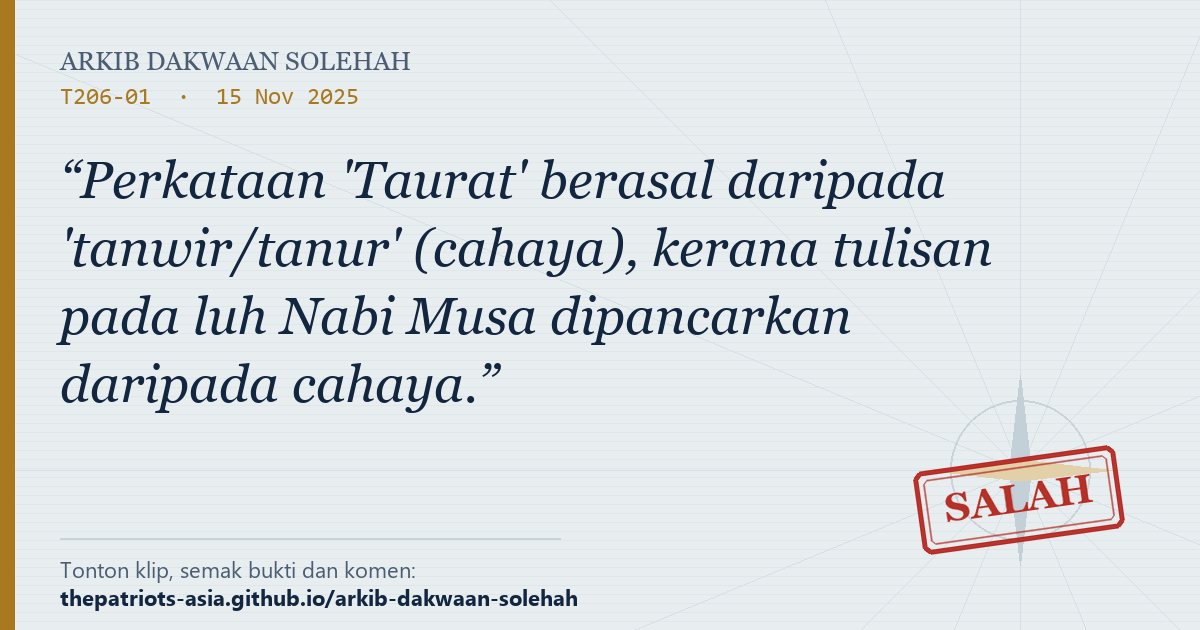 ARKIB DAKWAAN SOLEHAH
T206-01 · 15 Nov 2025
“Perkataan 'Taurat' berasal daripada
'tanwir/tanur' (cahaya), kerana tulisan
pada luh Nabi Musa dipancarkan
daripada cahaya.”
SALAH
Tonton klip, semak bukti dan komen:
thepatriots-asia.github.io/arkib-dakwaan-solehah